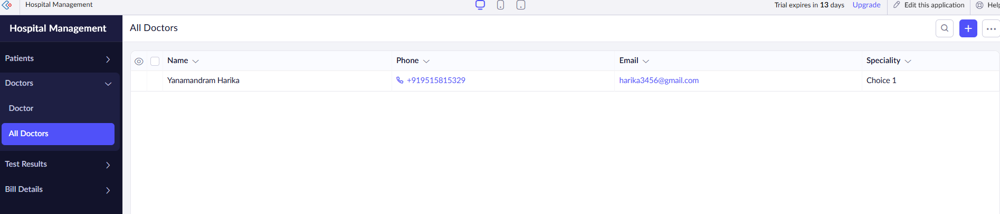 Hospital Management
Trial expires in 13 days Upgrade Edit this application
Hospital Management
All Doctors
Patients
Doctors
Doctor
All Doctors
Test Results
Bill Details
Name Phone Email Speciality
Yanamandram Harika +919515815329 harika3456@gmail.com Choice 1